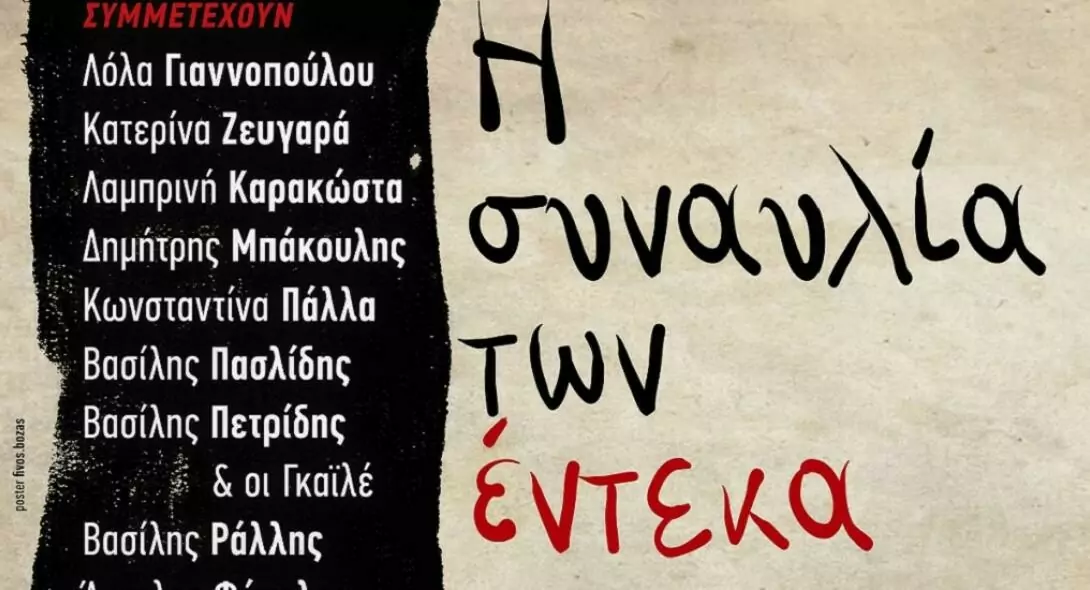 ΣΥΜΜΕΤΕΧΟΥΝ
Λόλα Γιαννοπούλου
Κατερίνα Ζευγαρά
Λαμπρινή Καρακώστα
Δημήτρης Μπάκουλης
Κωνσταντίνα Πάλλα
Βασίλης Πασλίδης
Βασίλης Πετρίδης
& οι Γκαϊλέ
Βασίλης Ράλλης
Η
συναυλία
των
έντεκα
poster fivos.bozas